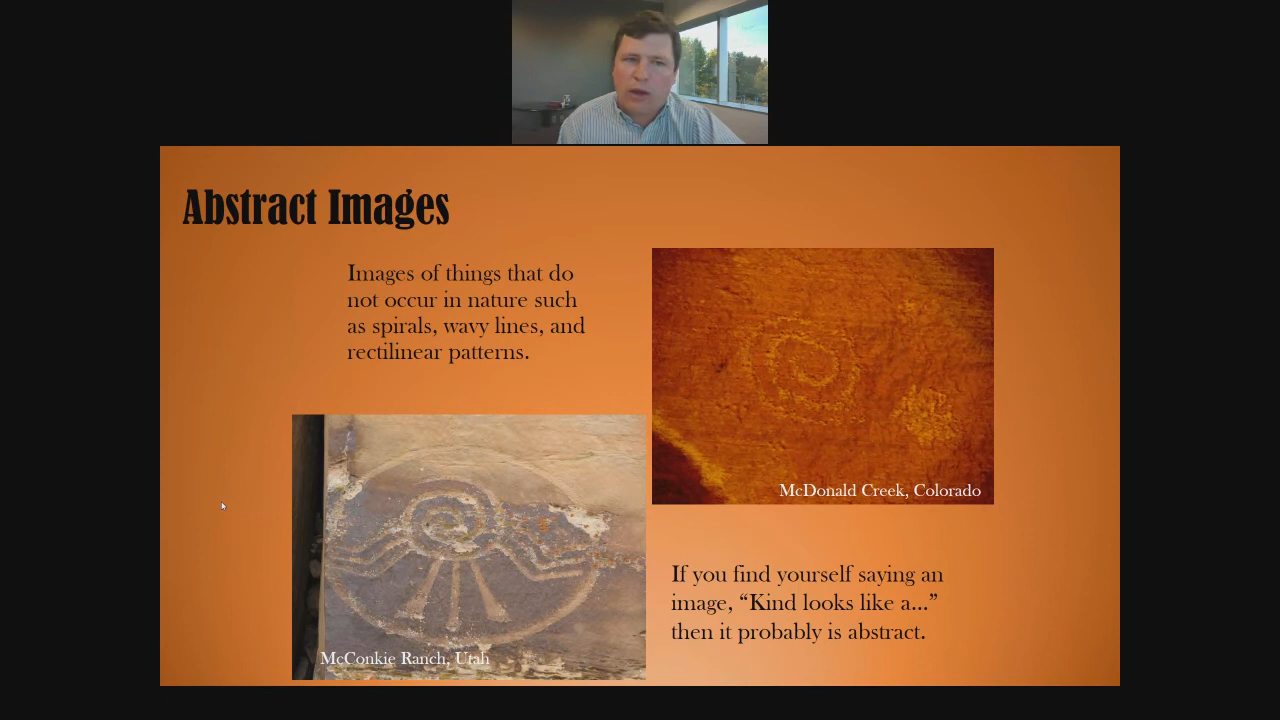 Abstract Images
Images of things that do
not occur in nature such
as spirals, wavy lines, and
rectilinear patterns.
McDonald Creek, Colorado
McConkie Ranch, Utah
If you find yourself saying an
image, “Kind looks like a...”
then it probably is abstract.